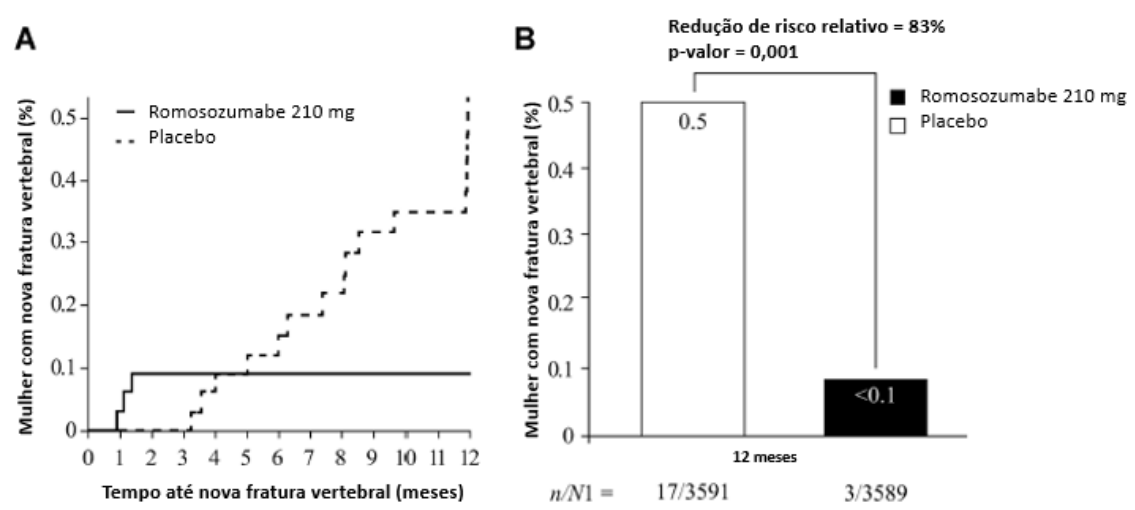 A
Mulher com nova fratura vertebral (%)
0.5
0.4
0.3
0.2
0.1
0
Romosozumabe 210 mg
Placebo
0 1 2 3 4 5 6 7 8 9 10 11 12
Tempo até nova fratura vertebral (meses)
B
Redução de risco relativo = 83%
p-valor = 0,001
Mulher com nova fratura vertebral (%)
0.5
0.4
0.3
0.2
0.1
0
Romosozumabe 210 mg
Placebo
0.5
<0.1
12 meses
n/N1 = 17/3591 3/3589